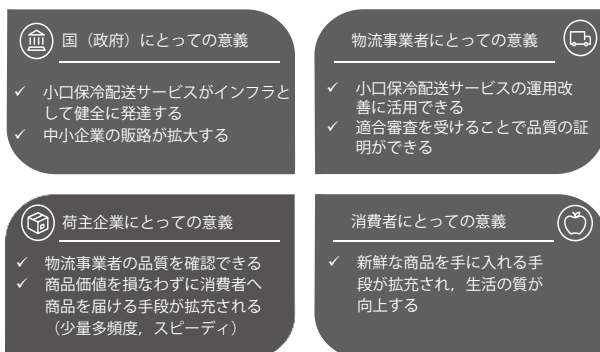 国（政府）にとっての意義
✓ 小口保冷配送サービスがインフラと
して健全に発達する
✓ 中小企業の販路が拡大する
物流事業者にとっての意義
✓ 小口保冷配送サービスの運用改
善に活用できる
✓ 適合審査を受けることで品質の証
明ができる
荷主企業にとっての意義
✓ 物流事業者の品質を確認できる
✓ 商品価値を損なわずに消費者へ
商品を届ける手段が拡充される
（少量多頻度，スピーディ）
消費者にとっての意義
✓ 新鮮な商品を手に入れる手
段が拡充され，生活の質が
向上する